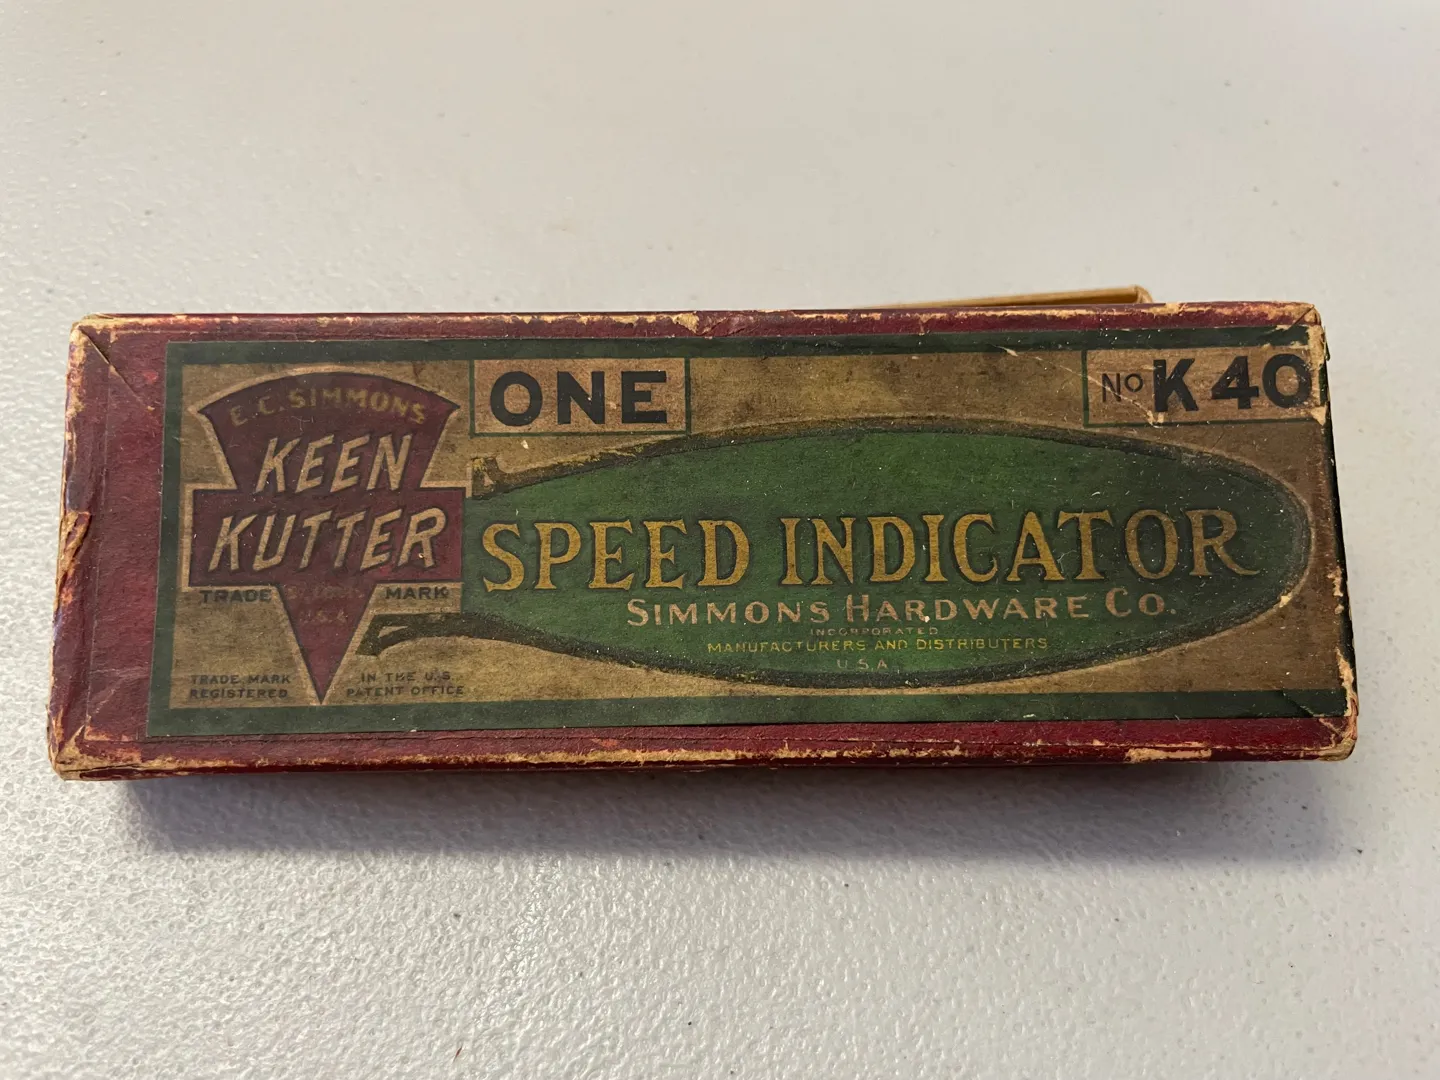 E.C. SIMMONS
KEEN
KUTTER
TRADE MARK
U.S.A.
TRADE MARK
REGISTERED
IN THE U.S.
PATENT OFFICE
ONE
No K40
SPEED INDICATOR
SIMMONS HARDWARE CO.
INCORPORATED
MANUFACTURERS AND DISTRIBUTERS
U.S.A.